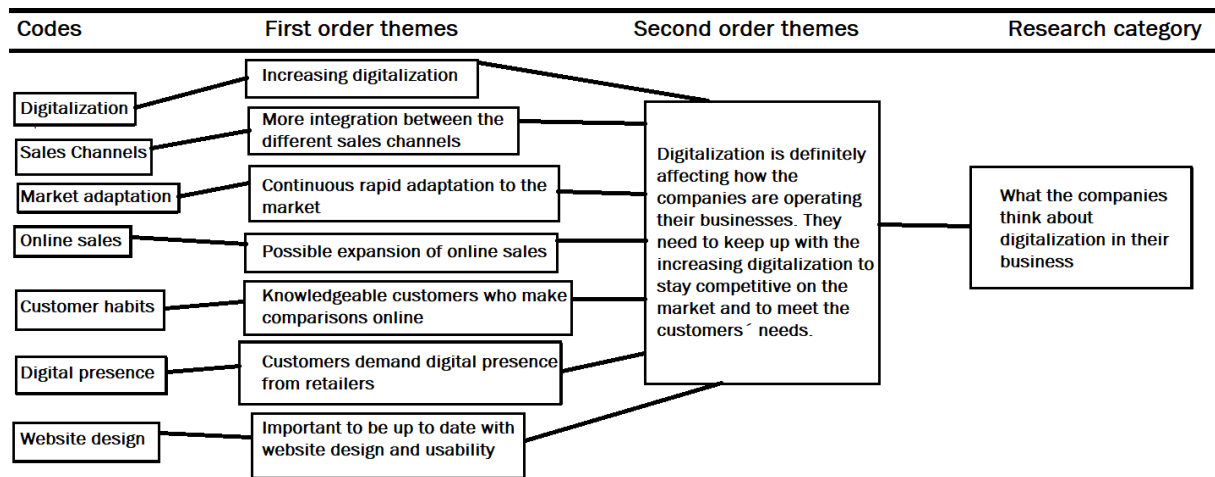 Codes First order themes Second order themes Research category
Digitalization
Sales Channels
Market adaptation
Online sales
Customer habits
Digital presence
Website design
Increasing digitalization
More integration between the
different sales channels
Continuous rapid adaptation to the
market
Possible expansion of online sales
Knowledgeable customers who make
comparisons online
Customers demand digital presence
from retailers
Important to be up to date with
website design and usability
Digitalization is definitely
affecting how the
companies are operating
their businesses. They
need to keep up with the
increasing digitalization to
stay competitive on the
market and to meet the
customers´ needs.
What the companies
think about
digitalization in their
business